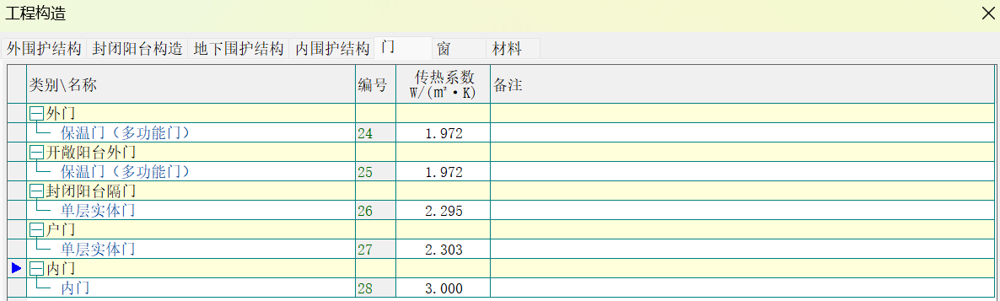 工程构造
外围护结构 封闭阳台构造 地下围护结构 内围护结构 门 窗 材料
类别\名称 编号 传热系数 W/(㎡·K) 备注
外门
保温门（多功能门） 24 1.972
开敞阳台外门
保温门（多功能门） 25 1.972
封闭阳台隔门
单层实体门 26 2.295
户门
单层实体门 27 2.303
内门
内门 28 3.000